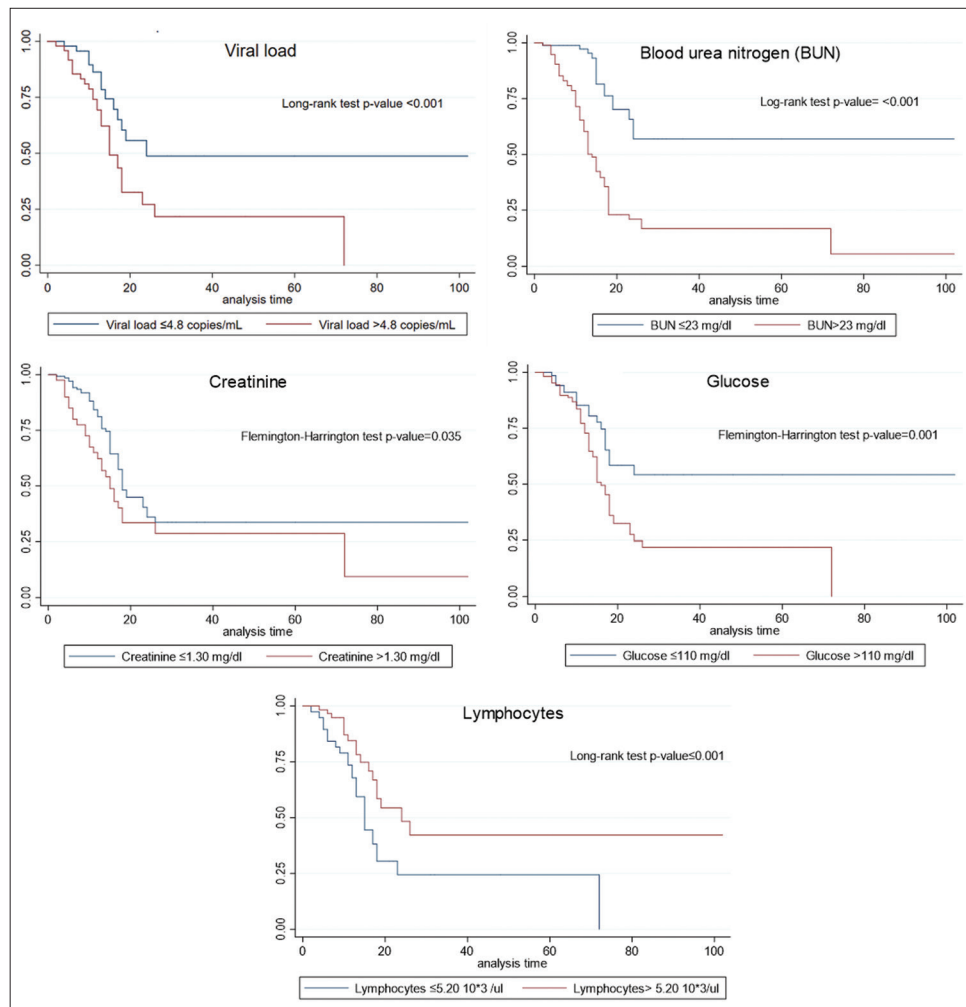 Viral load
Long-rank test p-value <0.001
1.00
0.75
0.50
0.25
0.00
0 20 40 60 80 100
analysis time
Viral load ≤4.8 copies/mL Viral load >4.8 copies/mL
Blood urea nitrogen (BUN)
Log-rank test p-value= <0.001
1.00
0.75
0.50
0.25
0.00
0 20 40 60 80 100
analysis time
BUN ≤23 mg/dl BUN>23 mg/dl
Creatinine
Flemington-Harrington test p-value=0.035
1.00
0.75
0.50
0.25
0.00
0 20 40 60 80 100
analysis time
Creatinine ≤1.30 mg/dl Creatinine >1.30 mg/dl
Glucose
Flemington-Harrington test p-value=0.001
1.00
0.75
0.50
0.25
0.00
0 20 40 60 80 100
analysis time
Glucose ≤110 mg/dl Glucose >110 mg/dl
Lymphocytes
Long-rank test p-value≤0.001
1.00
0.75
0.50
0.25
0.00
0 20 40 60 80 100
analysis time
Lymphocytes ≤5.20 10*3 /ul Lymphocytes> 5.20 10*3/ul